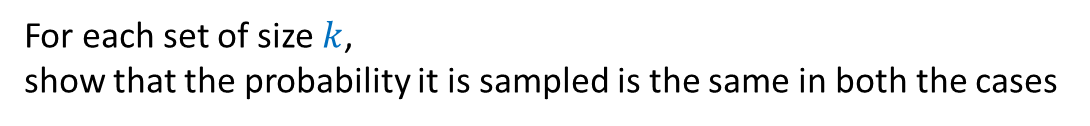 For each set of size k,
show that the probability it is sampled is the same in both the cases